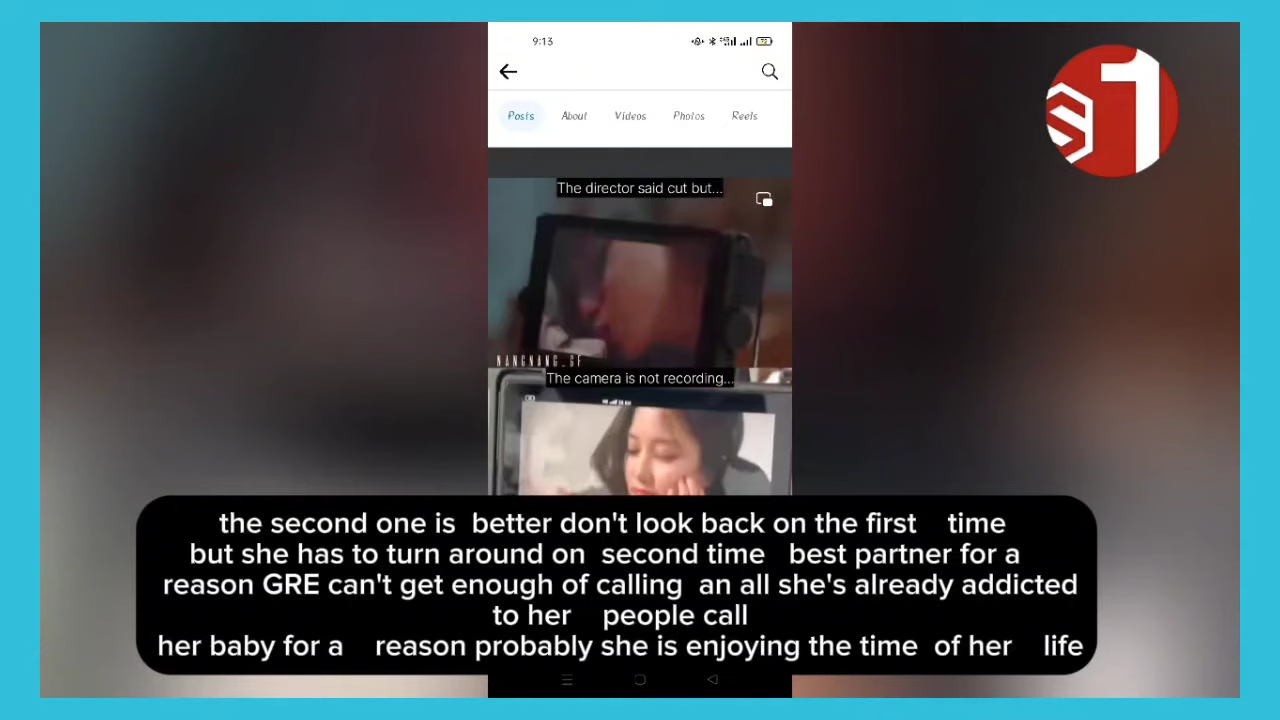 9:13
Posts About Videos Photos Reels
The director said cut but...
NANGNANG_GF
The camera is not recording...
the second one is better don't look back on the first time
but she has to turn around on second time best partner for a
reason GRE can't get enough of calling an all she's already addicted
to her people call
her baby for a reason probably she is enjoying the time of her life